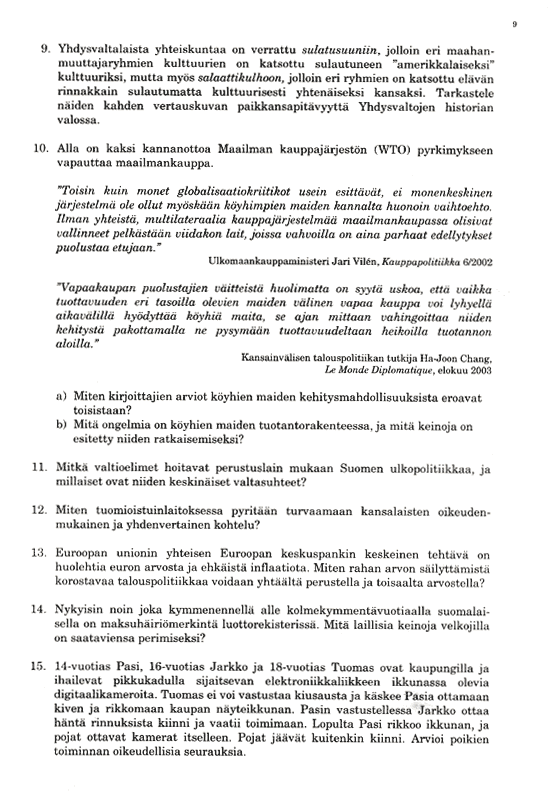 9
9. Yhdysvaltalaista yhteiskuntaa on verrattu sulatusuuniin, jolloin eri maahan-
muuttajaryhmien kulttuurien on katsottu sulautuneen "amerikkalaiseksi"
kulttuuriksi, mutta myös salaattikulhoon, jolloin eri ryhmien on katsottu elävän
rinnakkain sulautumatta kulttuurisesti yhtenäiseksi kansaksi. Tarkastele
näiden kahden vertauskuvan paikkansapitävyyttä Yhdysvaltojen historian
valossa.
10. Alla on kaksi kannanottoa Maailman kauppajärjestön (WTO) pyrkimykseen
vapauttaa maailmankauppa.
"Toisin kuin monet globalisaatiokriitikot usein esittävät, ei monenkeskinen
järjestelmä ole ollut myöskään köyhimpien maiden kannalta huonoin vaihtoehto.
Ilman yhteistä, multilateraalia kauppajärjestelmää maailmankaupassa olisivat
vallinneet pelkästään viidakon lait, joissa vahvoilla on aina parhaat edellytykset
puolustaa etujaan."
Ulkomaankauppaministeri Jari Vilén, Kauppapolitiikka 6/2002
"Vapaakaupan puolustajien väitteistä huolimatta on syytä uskoa, että vaikka
tuottavuuden eri tasoilla olevien maiden välinen vapaa kauppa voi lyhyellä
aikavälillä hyödyttää köyhiä maita, se ajan mittaan vahingoittaa niiden
kehitystä pakottamalla ne pysymään tuottavuudeltaan heikoilla tuotannon
aloilla."
Kansainvälisen talouspolitiikan tutkija Ha-Joon Chang,
Le Monde Diplomatique, elokuu 2003
a) Miten kirjoittajien arviot köyhien maiden kehitysmahdollisuuksista eroavat
toisistaan?
b) Mitä ongelmia on köyhien maiden tuotantorakenteessa, ja mitä keinoja on
esitetty niiden ratkaisemiseksi?
11. Mitkä valtioelimet hoitavat perustuslain mukaan Suomen ulkopolitiikkaa, ja
millaiset ovat niiden keskinäiset valtasuhteet?
12. Miten tuomioistuinlaitoksessa pyritään turvaamaan kansalaisten oikeuden-
mukainen ja yhdenvertainen kohtelu?
13. Euroopan unionin yhteisen Euroopan keskuspankin keskeinen tehtävä on
huolehtia euron arvosta ja ehkäistä inflaatiota. Miten rahan arvon säilyttämistä
korostavaa talouspolitiikkaa voidaan yhtäältä perustella ja toisaalta arvostella?
14. Nykyisin noin joka kymmenennellä alle kolmekymmentävuotiaalla suomalai-
sella on maksuhäiriömerkintä luottorekisterissä. Mitä laillisia keinoja velkojilla
on saataviensa perimiseksi?
15. 14-vuotias Pasi, 16-vuotias Jarkko ja 18-vuotias Tuomas ovat kaupungilla ja
ihailevat pikkukadulla sijaitsevan elektroniikkaliikkeen ikkunassa olevia
digitaalikameroita. Tuomas ei voi vastustaa kiusausta ja käskee Pasia ottamaan
kiven ja rikkomaan kaupan näyteikkunan. Pasin vastustellessa Jarkko ottaa
häntä rinnuksista kiinni ja vaatii toimimaan. Lopulta Pasi rikkoo ikkunan, ja
pojat ottavat kamerat itselleen. Pojat jäävät kuitenkin kiinni. Arvioi poikien
toiminnan oikeudellisia seurauksia.